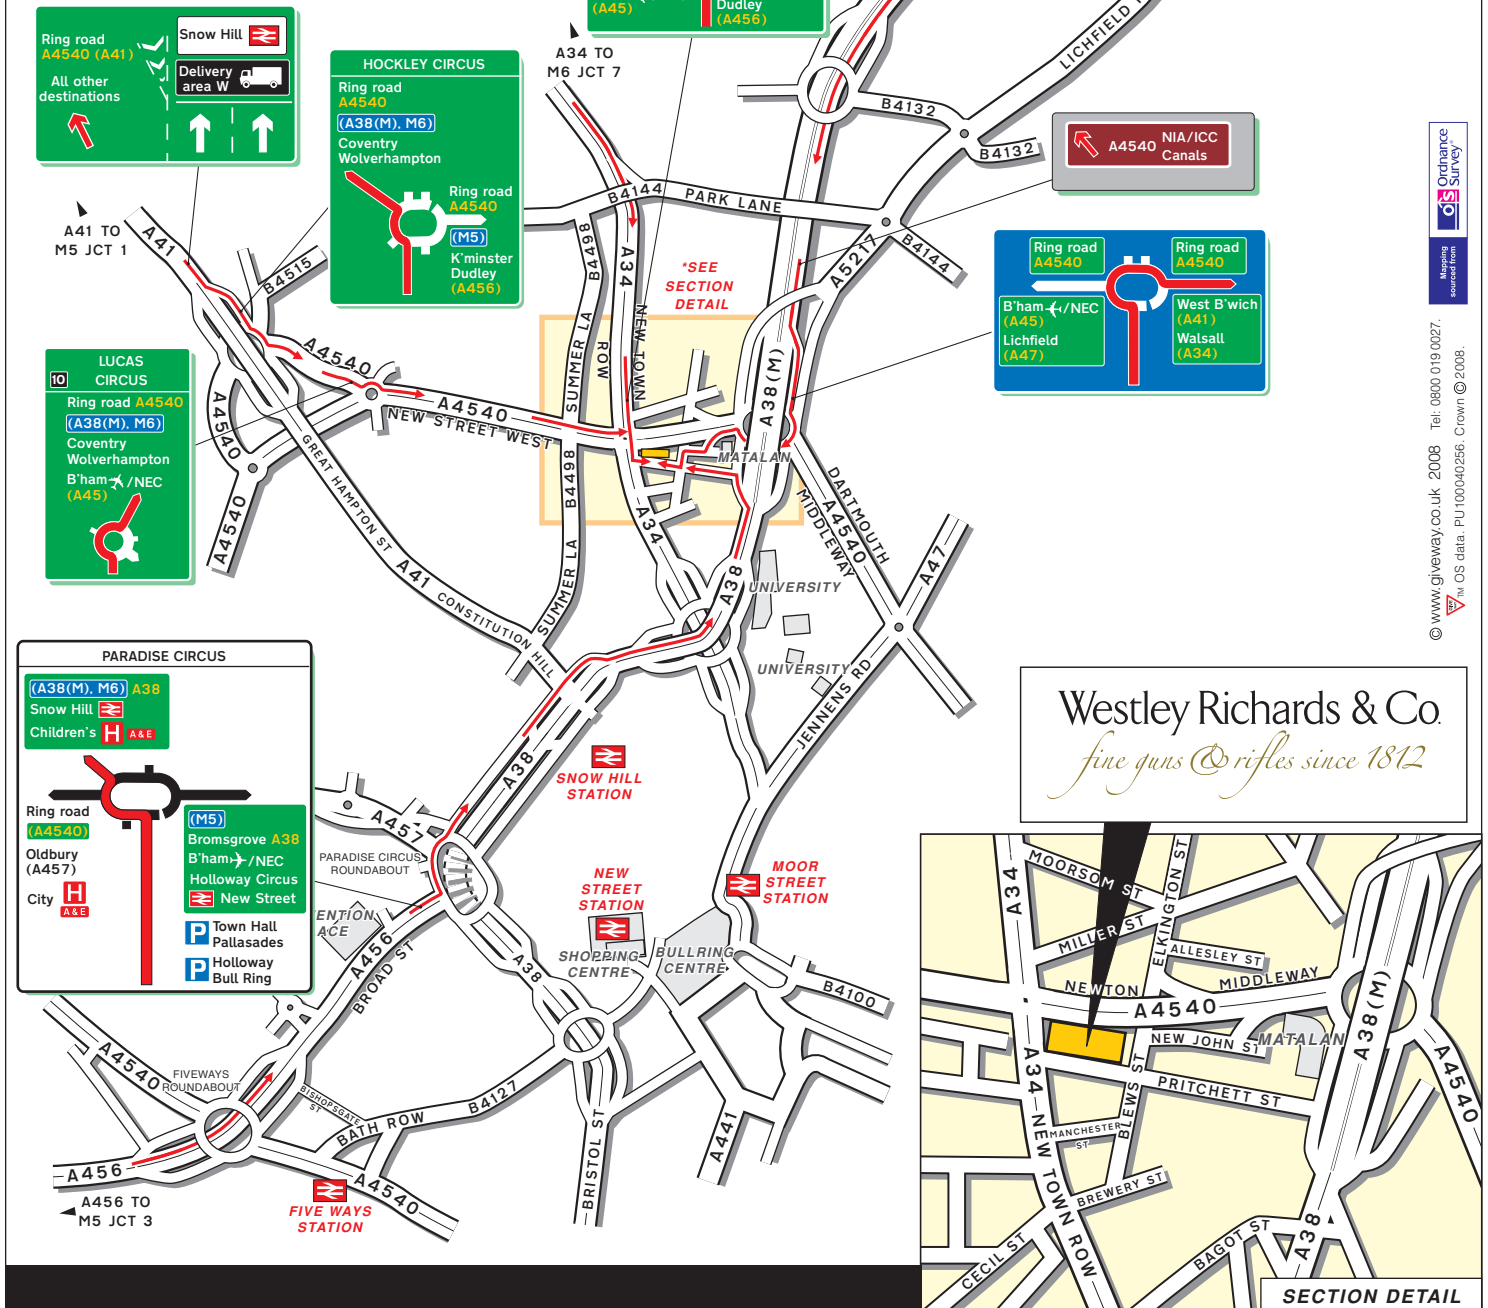 (A45)
Dudley
(A456)
Ring road
A4540 (A41)
All other
destinations
Snow Hill
Delivery
area W
HOCKLEY CIRCUS
Ring road
A4540
(A38(M), M6)
Coventry
Wolverhampton
Ring road
A4540
(M5)
K'minster
Dudley
(A456)
A34 TO
M6 JCT 7
LICHFIELD
B4132
B4132
A4540 NIA/ICC
Canals
Ordnance
Survey®
Mapping
sourced from
A41 TO
M5 JCT 1
A41
B4515
B4144
PARK LANE
B4144
A5217
B4498
A34
*SEE
SECTION
DETAIL
Ring road
A4540
Ring road
A4540
B'ham /NEC
(A45)
Lichfield
(A47)
West B'wich
(A41)
Walsall
(A34)
LUCAS
10 CIRCUS
Ring road A4540
(A38(M), M6)
Coventry
Wolverhampton
B'ham /NEC
(A45)
A4540
A4540
A4540
A4540
NEW STREET WEST
SUMMER LA
NEW TOWN
ROW
A38(M)
MATALAN
GREAT HAMPTON ST
B4498
SUMMER LA
A34
DARTMOUTH
A4540
MIDDLEWAY
A47
A41
CONSTITUTION HILL
A38
UNIVERSITY
UNIVERSITY
JENNENS RD
© www.giveway.co.uk 2008 Tel: 0800 019 0027.
TM OS data. PU100040256. Crown © 2008.
PARADISE CIRCUS
(A38(M), M6) A38
Snow Hill
Children's H A&E
Ring road
(A4540)
Oldbury
(A457)
City H
A&E
(M5)
Bromsgrove A38
B'ham /NEC
Holloway Circus
New Street
P Town Hall
Pallasades
P Holloway
Bull Ring
A38
SNOW HILL
STATION
A457
PARADISE CIRCUS
ROUNDABOUT
NEW
STREET
STATION
MOOR
STREET
STATION
ENTION
ACE
A456
BROAD ST
A38
SHOPPING
CENTRE
BULLRING
CENTRE
B4100
A4540
FIVEWAYS
ROUNDABOUT
BISHOPSGATE
ST
BATH ROW
B4127
BRISTOL ST
A441
A456
A456 TO
M5 JCT 3
A4540
FIVE WAYS
STATION
Westley Richards & Co.
fine guns & rifles since 1812
A34
MOORSOM ST
MILLER ST
ELKINGTON ST
ALLESLEY ST
NEWTON
MIDDLEWAY
A4540
NEW JOHN ST
MATALAN
A38(M)
A4540
PRITCHETT ST
A34
NEW TOWN ROW
MANCHESTER
ST
BLEWS ST
BREWERY ST
CECIL ST
BAGOT ST
A38
SECTION DETAIL